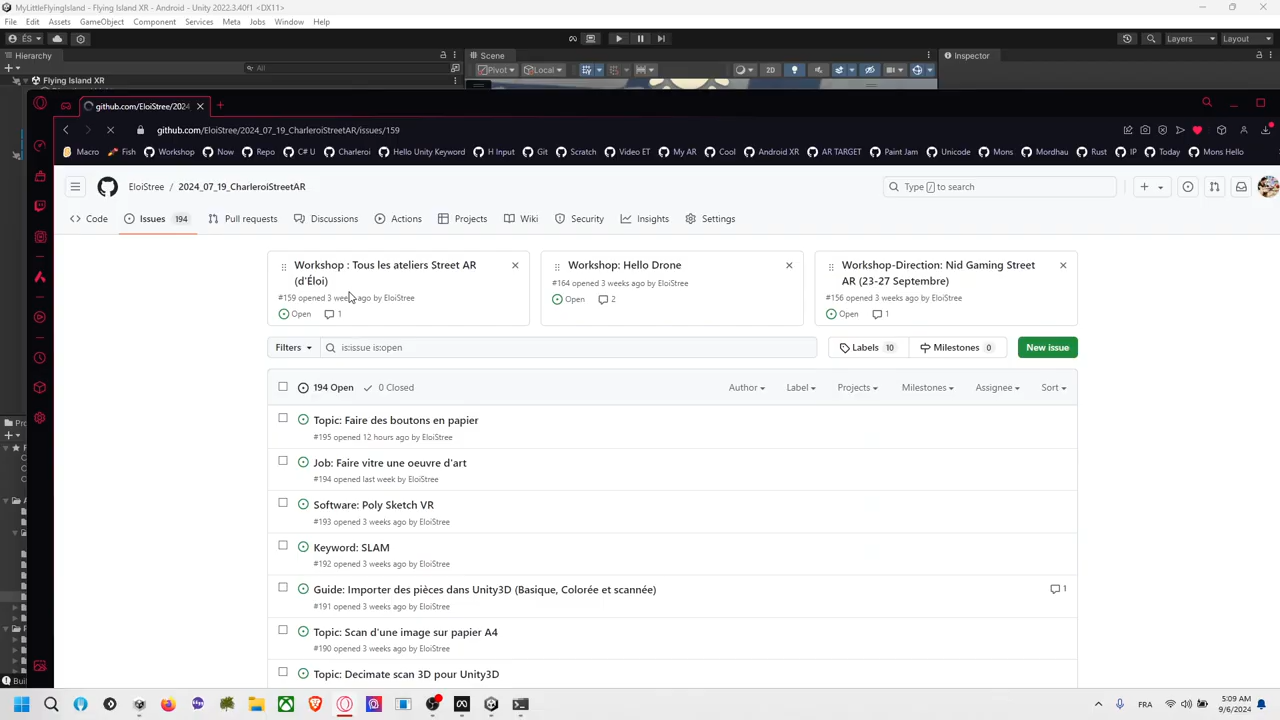 MyLittleFlyingIsland - Flying Island XR - Android - Unity 2022.3.40f1 <DX11>
File Edit Assets GameObject Component Services Meta Jobs Window Help
ÉS Layers Layout
Hierarchy Scene Inspector
All Pivot Local 2D
Flying Island XR
github.com/EloiStree/2024
github.com/EloiStree/2024_07_19_CharleroiStreetAR/issues/159
Macro Fish Workshop Now Repo C# U Charleroi Hello Unity Keyword H Input Git Scratch Video ET My AR Cool Android XR AR TARGET Paint Jam Unicode Mons Mordhau Rust IP Today Mons Hello
EloiStree / 2024_07_19_CharleroiStreetAR Type / to search
Code Issues 194 Pull requests Discussions Actions Projects Wiki Security Insights Settings
Workshop : Tous les ateliers Street AR
(d'Éloi)
#159 opened 3 weeks ago by EloiStree
Open 1
Workshop: Hello Drone
#164 opened 3 weeks ago by EloiStree
Open 2
Workshop-Direction: Nid Gaming Street
AR (23-27 Septembre)
#156 opened 3 weeks ago by EloiStree
Open 1
Filters is:issue is:open Labels 10 Milestones 0 New issue
194 Open 0 Closed Author Label Projects Milestones Assignee Sort
Topic: Faire des boutons en papier
#195 opened 12 hours ago by EloiStree
Job: Faire vitre une oeuvre d'art
#194 opened last week by EloiStree
Software: Poly Sketch VR
#193 opened 3 weeks ago by EloiStree
Keyword: SLAM
#192 opened 3 weeks ago by EloiStree
Guide: Importer des pièces dans Unity3D (Basique, Colorée et scannée) 1
#191 opened 3 weeks ago by EloiStree
Topic: Scan d'une image sur papier A4
#190 opened 3 weeks ago by EloiStree
Topic: Decimate scan 3D pour Unity3D
FRA 5:09 AM
9/6/2024